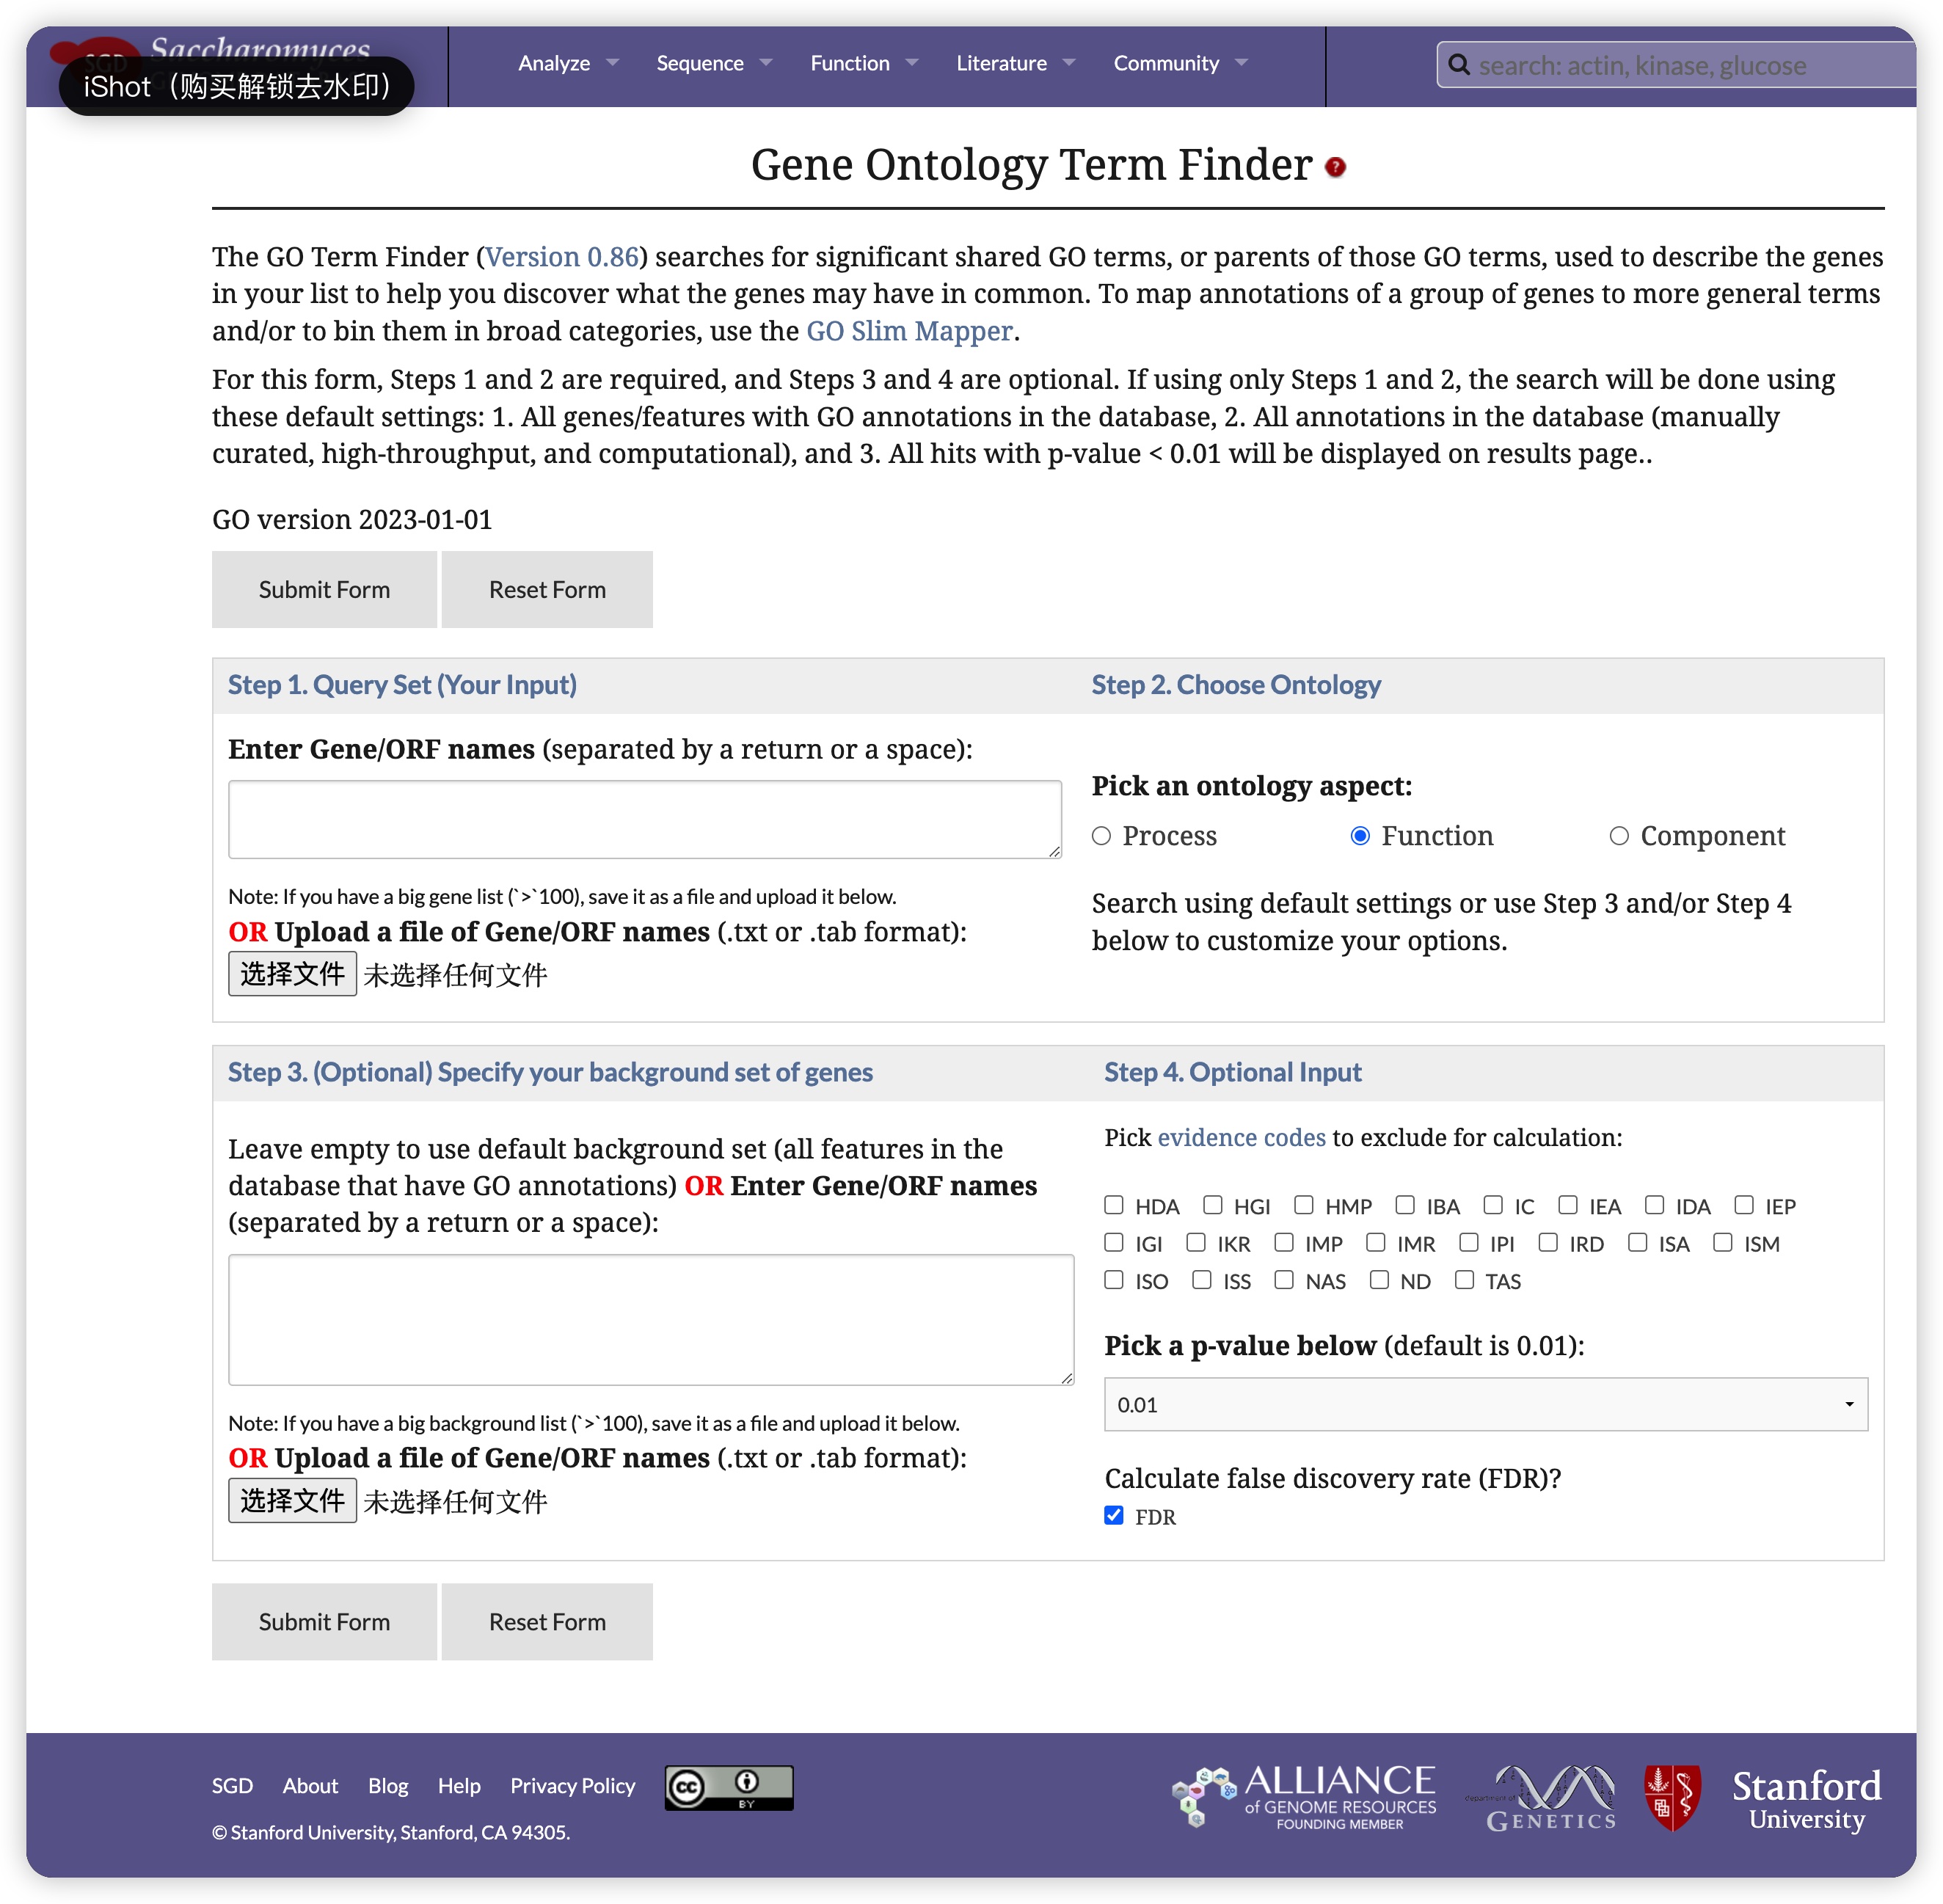 SGD Saccharomyces
iShot（购买解锁去水印）
Analyze Sequence Function Literature Community
search: actin, kinase, glucose
Gene Ontology Term Finder ?
The GO Term Finder (Version 0.86) searches for significant shared GO terms, or parents of those GO terms, used to describe the genes
in your list to help you discover what the genes may have in common. To map annotations of a group of genes to more general terms
and/or to bin them in broad categories, use the GO Slim Mapper.
For this form, Steps 1 and 2 are required, and Steps 3 and 4 are optional. If using only Steps 1 and 2, the search will be done using
these default settings: 1. All genes/features with GO annotations in the database, 2. All annotations in the database (manually
curated, high-throughput, and computational), and 3. All hits with p-value < 0.01 will be displayed on results page..
GO version 2023-01-01
Submit Form Reset Form
Step 1. Query Set (Your Input)
Enter Gene/ORF names (separated by a return or a space):
Note: If you have a big gene list (`>`100), save it as a file and upload it below.
OR Upload a file of Gene/ORF names (.txt or .tab format):
选择文件 未选择任何文件
Step 2. Choose Ontology
Pick an ontology aspect:
Process Function Component
Search using default settings or use Step 3 and/or Step 4
below to customize your options.
Step 3. (Optional) Specify your background set of genes
Leave empty to use default background set (all features in the
database that have GO annotations) OR Enter Gene/ORF names
(separated by a return or a space):
Note: If you have a big background list (`>`100), save it as a file and upload it below.
OR Upload a file of Gene/ORF names (.txt or .tab format):
选择文件 未选择任何文件
Step 4. Optional Input
Pick evidence codes to exclude for calculation:
HDA HGI HMP IBA IC IEA IDA IEP
IGI IKR IMP IMR IPI IRD ISA ISM
ISO ISS NAS ND TAS
Pick a p-value below (default is 0.01):
0.01
Calculate false discovery rate (FDR)?
FDR
Submit Form Reset Form
SGD About Blog Help Privacy Policy
cc BY
© Stanford University, Stanford, CA 94305.
ALLIANCE
of GENOME RESOURCES
FOUNDING MEMBER
department of
GENETICS
Stanford
University